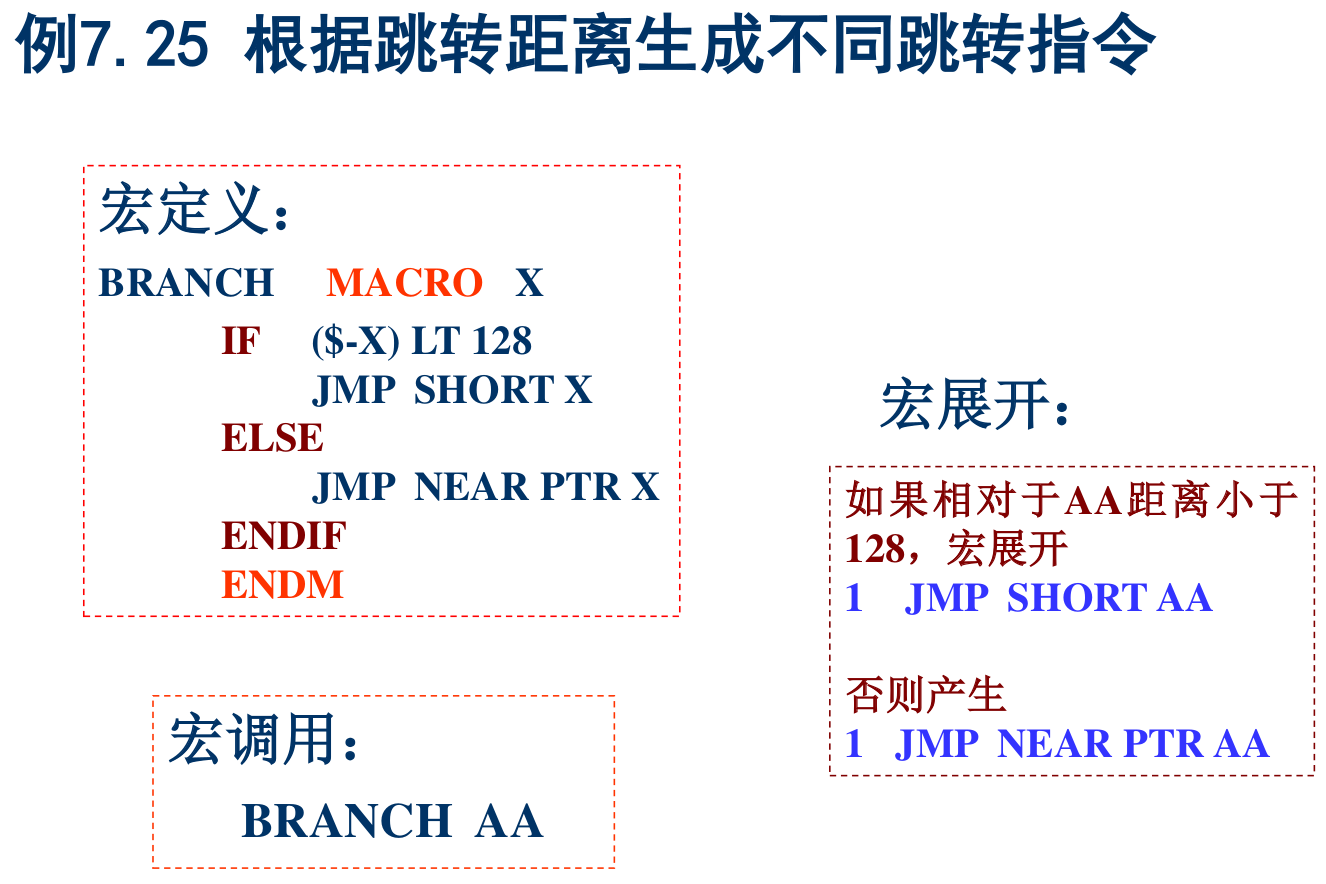 例7.25 根据跳转距离生成不同跳转指令
宏定义：
BRANCH MACRO X
IF ($-X) LT 128
JMP SHORT X
ELSE
JMP NEAR PTR X
ENDIF
ENDM
宏调用：
BRANCH AA
宏展开：
如果相对于AA距离小于
128，宏展开
1 JMP SHORT AA
否则产生
1 JMP NEAR PTR AA